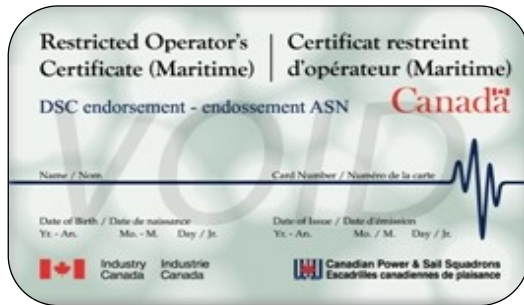 Restricted Operator's
Certificate (Maritime)
Certificat restreint
d'opérateur (Maritime)
DSC endorsement - endossement ASN
Canada
VOID
Name / Nom
Card Number / Numéro de la carte
Date of Birth / Date de naissance
Yr. - An. Mo. - M. Day / Jr.
Date of Issue / Date d'émission
Yr. - An. Mo. / M. Day / Jr.
Industry
Canada
Industrie
Canada
Canadian Power & Sail Squadrons
Escadrilles canadiennes de plaisance